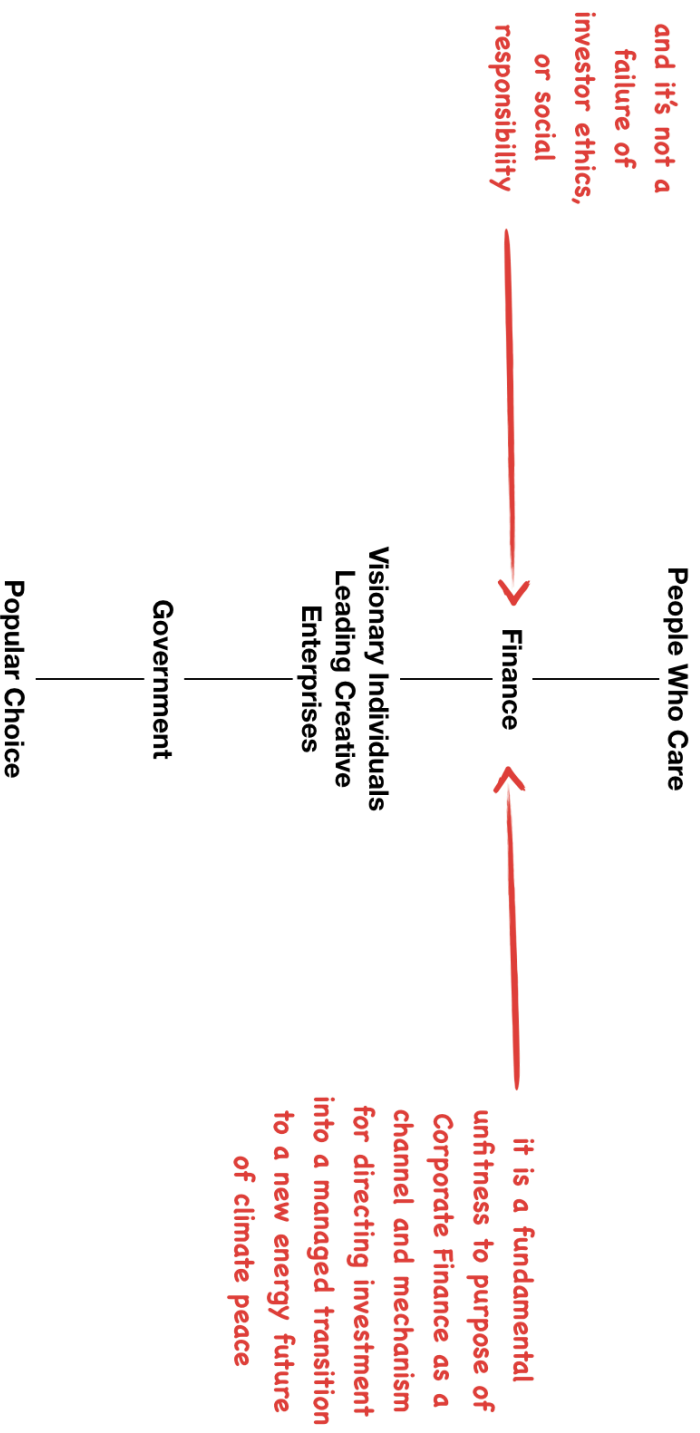 People Who Care
and it's not a
failure of
investor ethics,
or social
responsibility
Finance
it is a fundamental
unfitness to purpose of
Corporate Finance as a
channel and mechanism
for directing investment
into a managed transition
to a new energy future
of climate peace
Visionary Individuals
Leading Creative
Enterprises
Government
Popular Choice